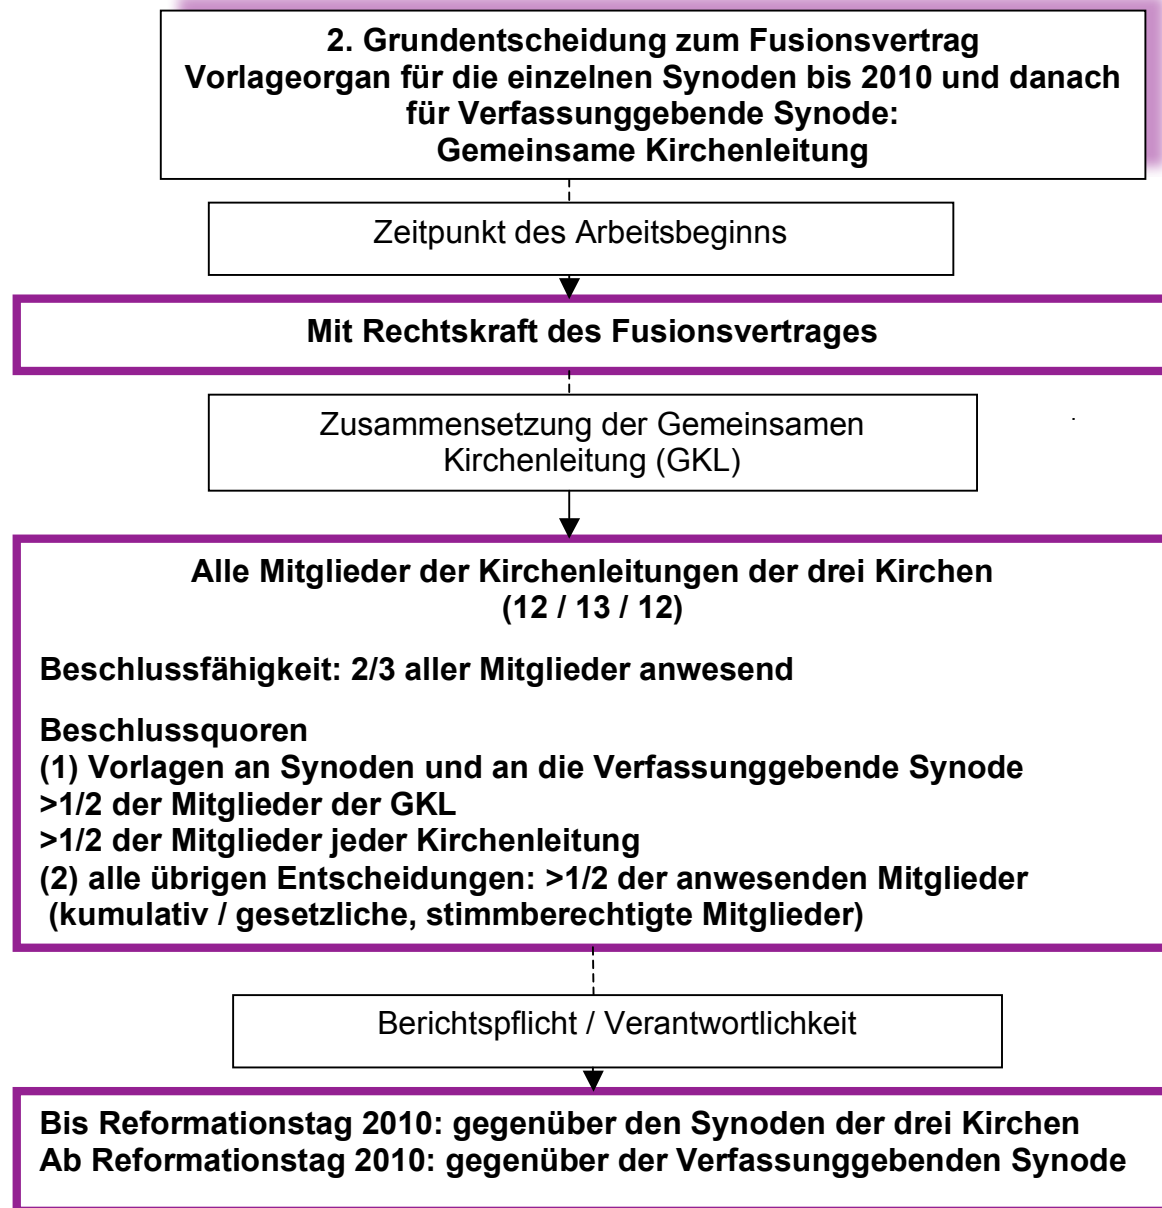 2. Grundentscheidung zum Fusionsvertrag
Vorlageorgan für die einzelnen Synoden bis 2010 und danach
für Verfassunggebende Synode:
Gemeinsame Kirchenleitung
Zeitpunkt des Arbeitsbeginns
Mit Rechtskraft des Fusionsvertrages
Zusammensetzung der Gemeinsamen
Kirchenleitung (GKL)
Alle Mitglieder der Kirchenleitungen der drei Kirchen
(12 / 13 / 12)
Beschlussfähigkeit: 2/3 aller Mitglieder anwesend
Beschlussquoren
(1) Vorlagen an Synoden und an die Verfassunggebende Synode
>1/2 der Mitglieder der GKL
>1/2 der Mitglieder jeder Kirchenleitung
(2) alle übrigen Entscheidungen: >1/2 der anwesenden Mitglieder
(kumulativ / gesetzliche, stimmberechtigte Mitglieder)
Berichtspflicht / Verantwortlichkeit
Bis Reformationstag 2010: gegenüber den Synoden der drei Kirchen
Ab Reformationstag 2010: gegenüber der Verfassunggebenden Synode